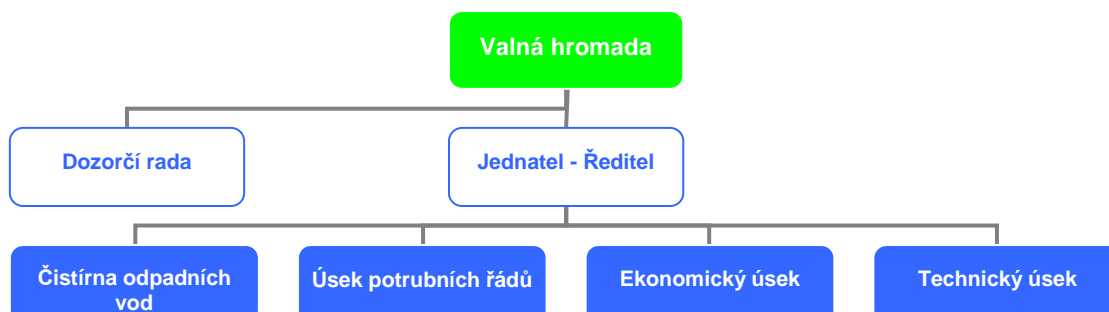 Valná hromada
Dozorčí rada
Jednatel - Ředitel
Čistírna odpadních
vod
Úsek potrubních řádů
Ekonomický úsek
Technický úsek